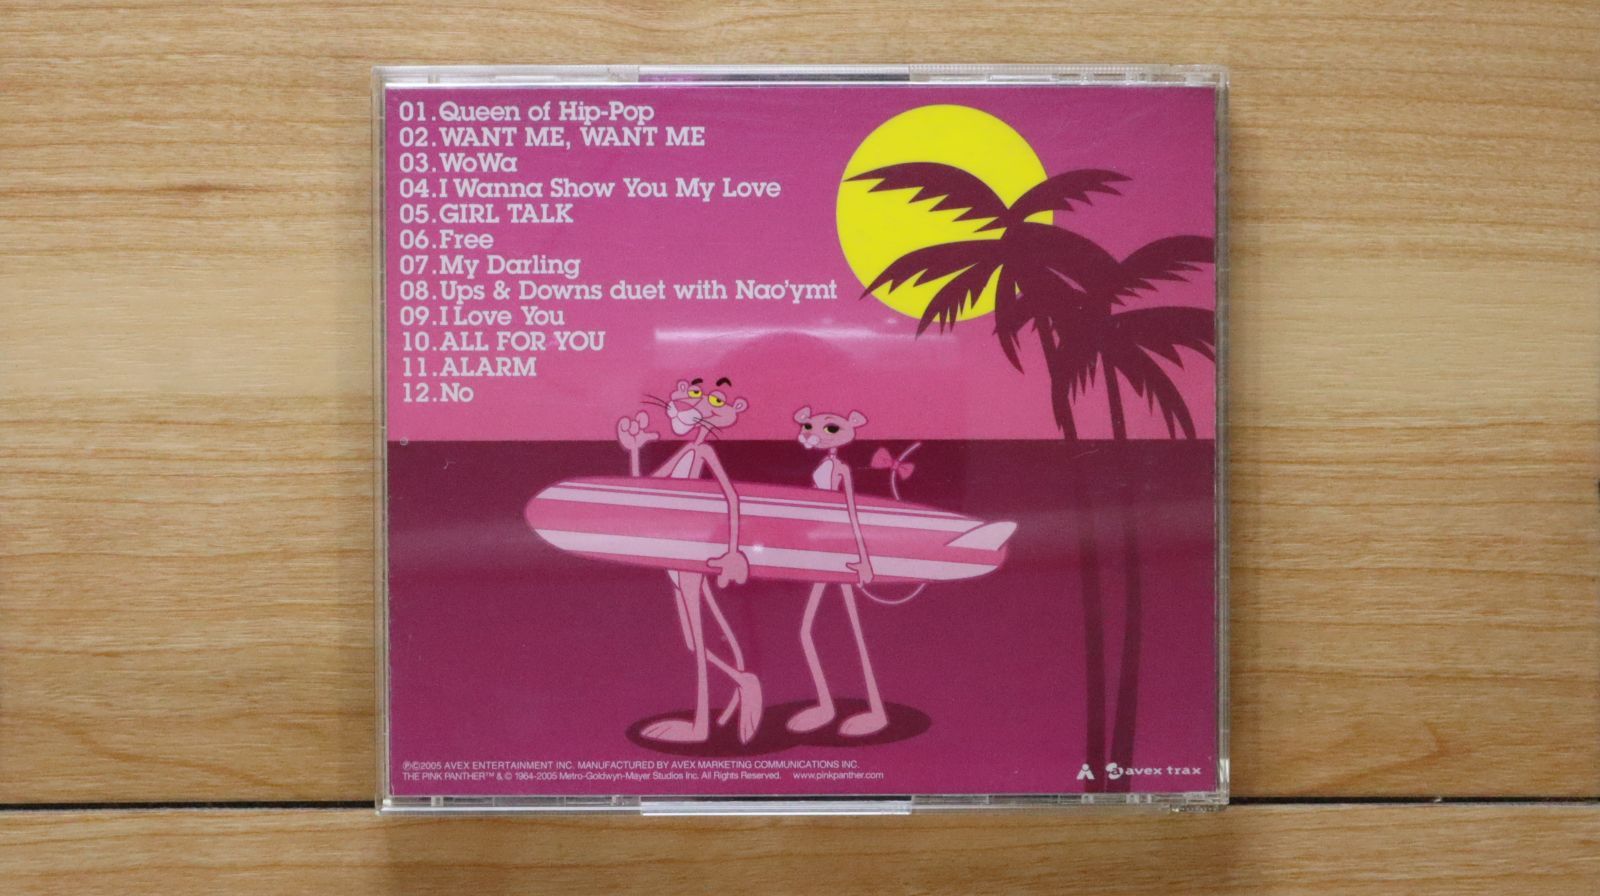 01.Queen of Hip-Pop
02.WANT ME, WANT ME
03.WoWa
04.I Wanna Show You My Love
05.GIRL TALK
06.Free
07.My Darling
08.Ups & Downs duet with Nao'ymt
09.I Love You
10.ALL FOR YOU
11.ALARM
12.No
℗©2005 AVEX ENTERTAINMENT INC. MANUFACTURED BY AVEX MARKETING COMMUNICATIONS INC.
THE PINK PANTHER™ & © 1964-2005 Metro-Goldwyn-Mayer Studios Inc. All Rights Reserved. www.pinkpanther.com
avex trax